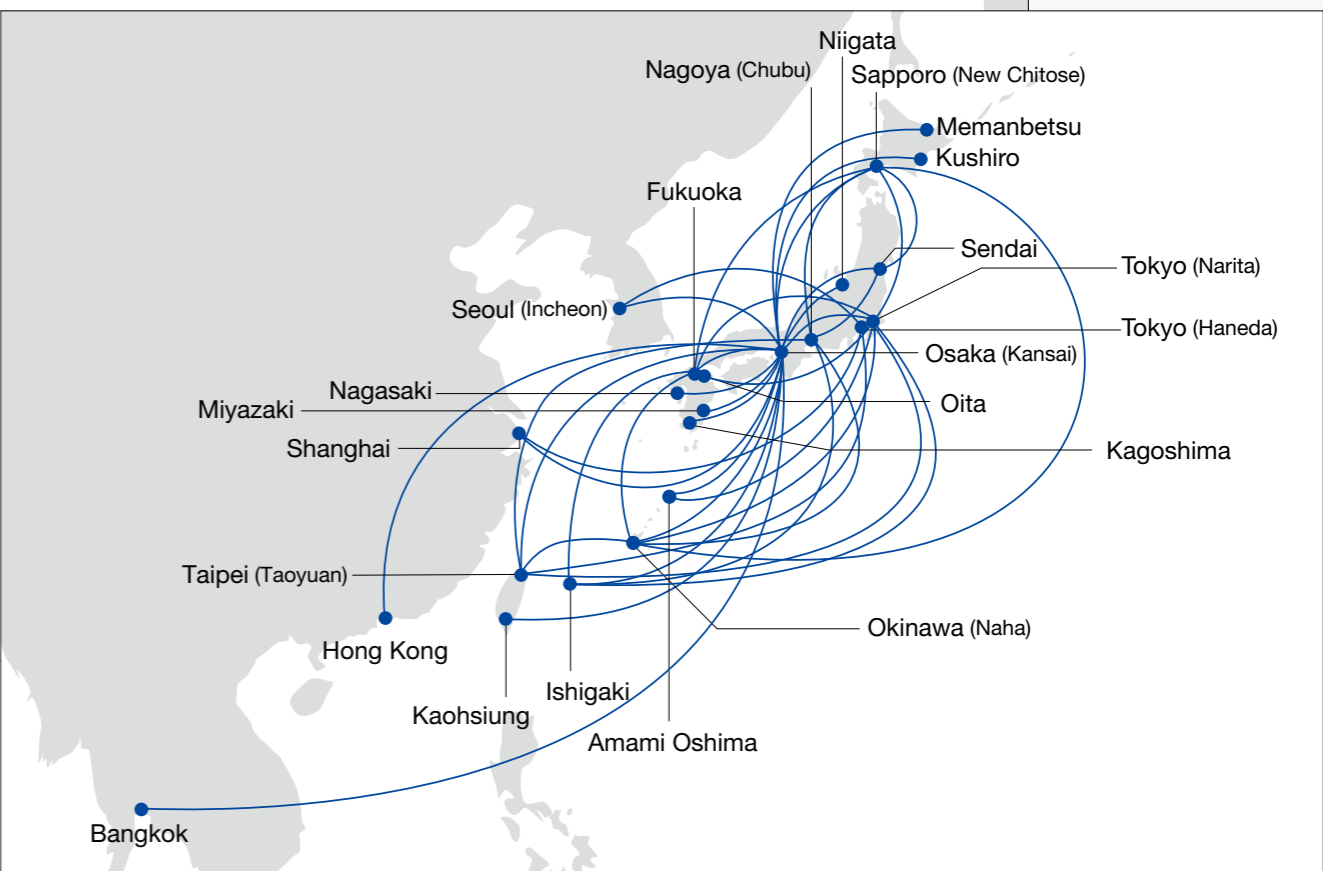 Niigata
Nagoya (Chubu)
Sapporo (New Chitose)
Memanbetsu
Kushiro
Fukuoka
Sendai
Tokyo (Narita)
Seoul (Incheon)
Tokyo (Haneda)
Osaka (Kansai)
Nagasaki
Miyazaki
Oita
Shanghai
Kagoshima
Taipei (Taoyuan)
Okinawa (Naha)
Hong Kong
Ishigaki
Kaohsiung
Amami Oshima
Bangkok